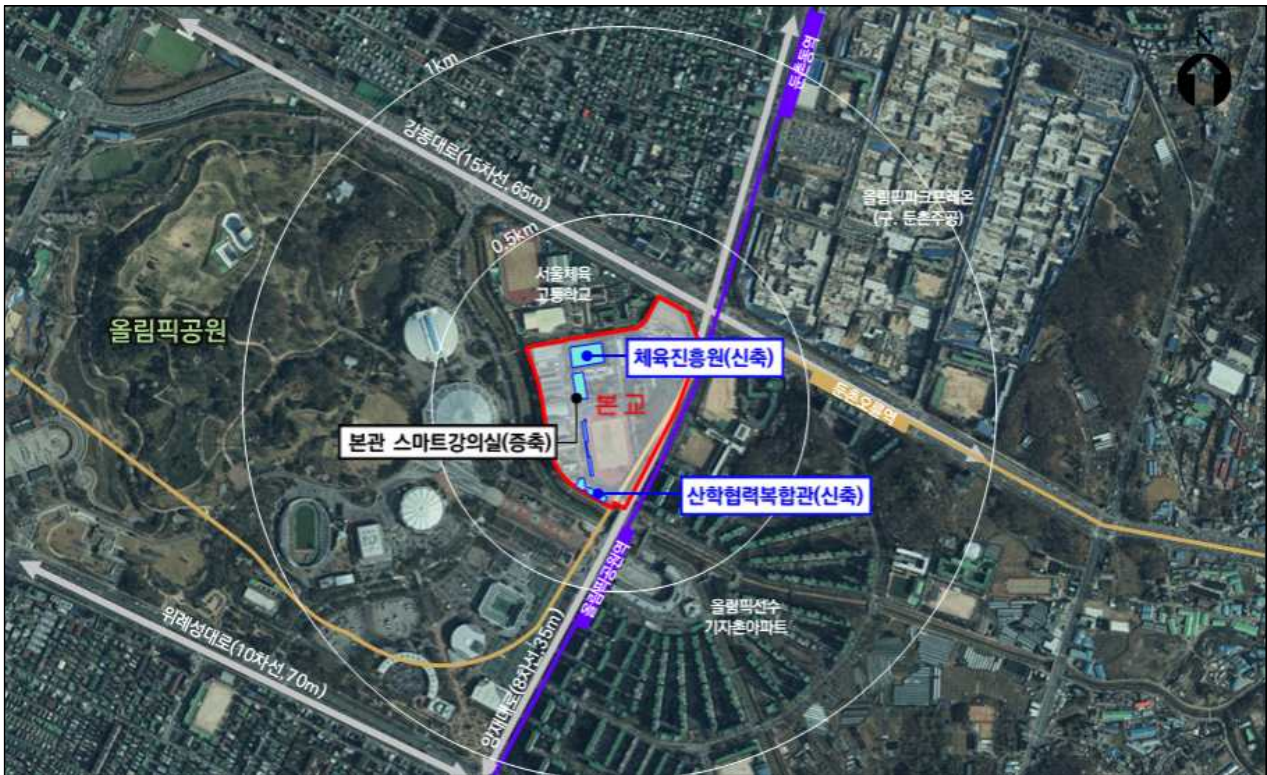 N
1km
둔촌동역
강동대로(15차선,65m)
올림픽파크포레온
(구. 둔촌주공)
0.5km
서울체육
고등학교
올림픽공원
체육진흥원(신축)
본교
둔촌오륜역
본관 스마트강의실(증축)
산학협력복합관(신축)
올림픽공원역
올림픽선수
기자촌아파트
위례성대로(10차선,70m)
양재대로(8차선,35m)